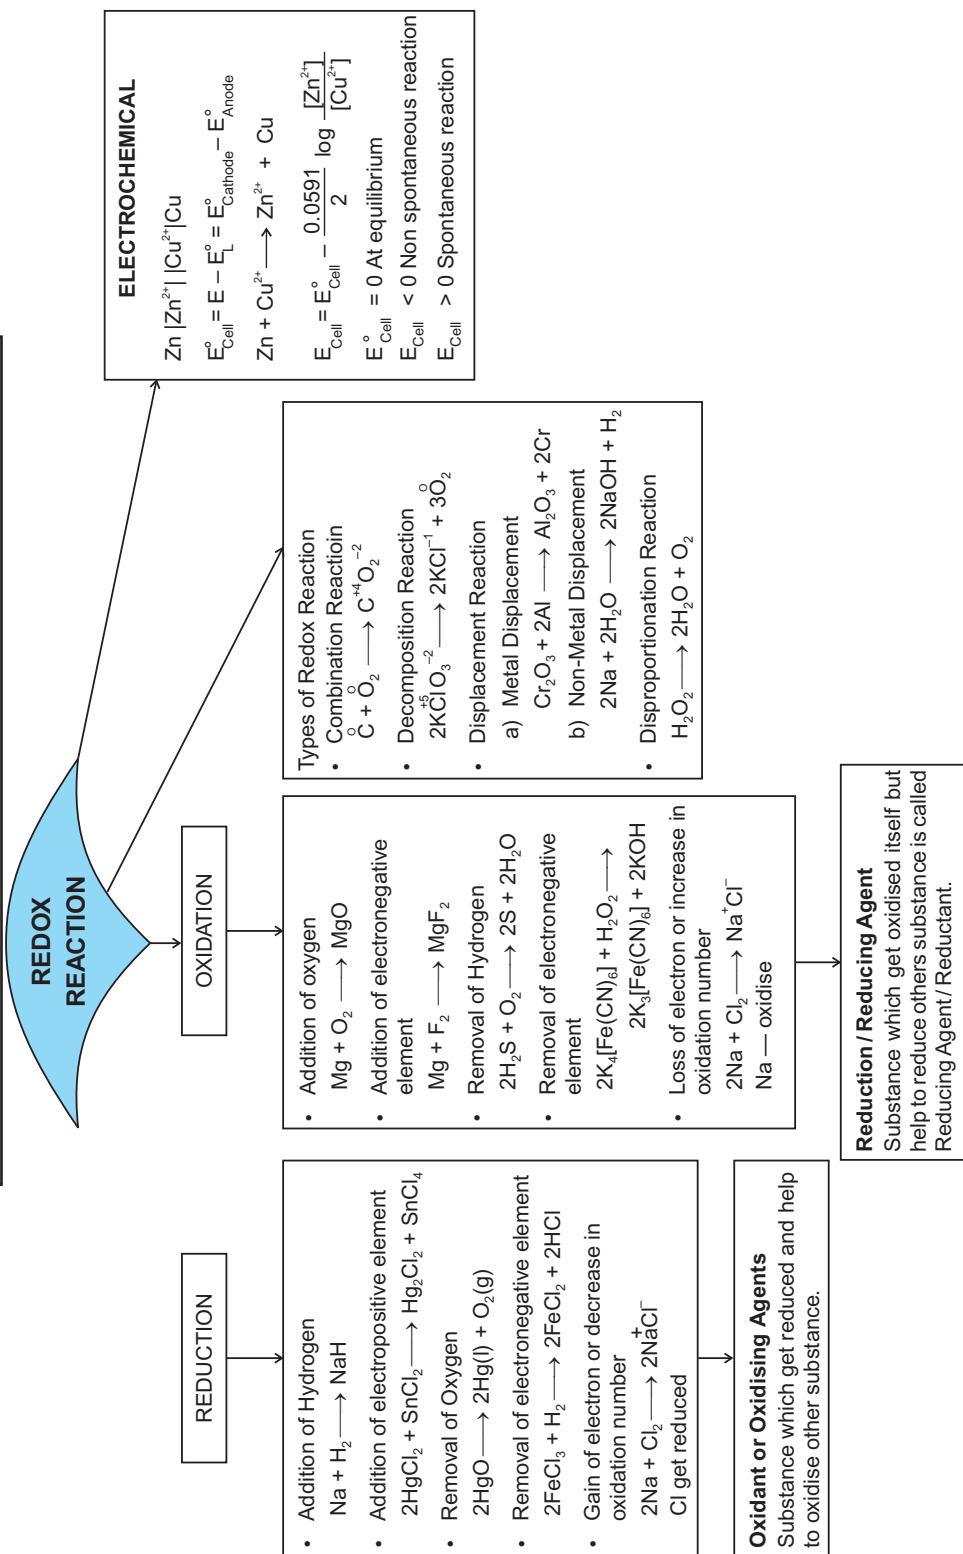 REDOX
REACTION
REDUCTION
• Addition of Hydrogen
Na + H₂ ⟶ NaH
• Addition of electropositive element
2HgCl₂ + SnCl₂ ⟶ Hg₂Cl₂ + SnCl₄
• Removal of Oxygen
2HgO ⟶ 2Hg(l) + O₂(g)
• Removal of electronegative element
2FeCl₃ + H₂ ⟶ 2FeCl₂ + 2HCl
• Gain of electron or decrease in
oxidation number
2Na + Cl₂ ⟶ 2Na⁺Cl⁻
Cl get reduced
Oxidant or Oxidising Agents
Substance which get reduced and help
to oxidise other substance.
OXIDATION
• Addition of oxygen
Mg + O₂ ⟶ MgO
• Addition of electronegative
element
Mg + F₂ ⟶ MgF₂
• Removal of Hydrogen
2H₂S + O₂ ⟶ 2S + 2H₂O
• Removal of electronegative
element
2K₄[Fe(CN)₆] + H₂O₂ ⟶
2K₃[Fe(CN)₆] + 2KOH
• Loss of electron or increase in
oxidation number
2Na + Cl₂ ⟶ Na⁺Cl⁻
Na — oxidise
Reduction / Reducing Agent
Substance which get oxidised itself but
help to reduce others substance is called
Reducing Agent / Reductant.
Types of Redox Reaction
• Combination Reactioin
C⁰ + O₂⁰ ⟶ C⁺⁴O₂⁻²
• Decomposition Reaction
2KCl⁺⁵O₃⁻² ⟶ 2KCl⁻¹ + 3O₂⁰
• Displacement Reaction
a) Metal Displacement
Cr₂O₃ + 2Al ⟶ Al₂O₃ + 2Cr
b) Non-Metal Displacement
2Na + 2H₂O ⟶ 2NaOH + H₂
• Disproportionation Reaction
H₂O₂ ⟶ 2H₂O + O₂
ELECTROCHEMICAL
Zn |Zn²⁺| |Cu²⁺|Cu
E°Cell = E – E°L = E°Cathode – E°Anode
Zn + Cu²⁺ ⟶ Zn²⁺ + Cu
ECell = E°Cell – 0.0591/2 log [Zn²⁺]/[Cu²⁺]
E°Cell = 0 At equilibrium
ECell < 0 Non spontaneous reaction
ECell > 0 Spontaneous reaction